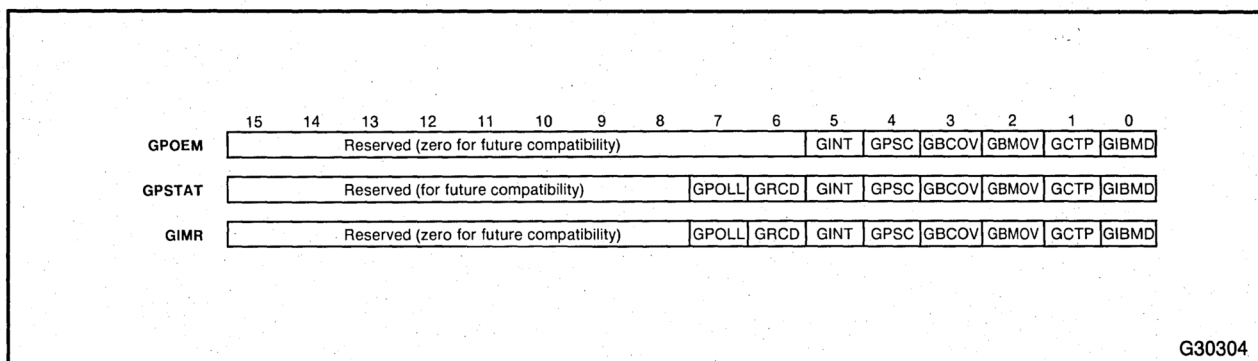 15 14 13 12 11 10 9 8 7 6 5 4 3 2 1 0
GPOEM Reserved (zero for future compatibility) GINT GPSC GBCOV GBMOV GCTP GIBMD
GPSTAT Reserved (for future compatibility) GPOLL GRCD GINT GPSC GBCOV GBMOV GCTP GIBMD
GIMR Reserved (zero for future compatibility) GPOLL GRCD GINT GPSC GBCOV GBMOV GCTP GIBMD
G30304